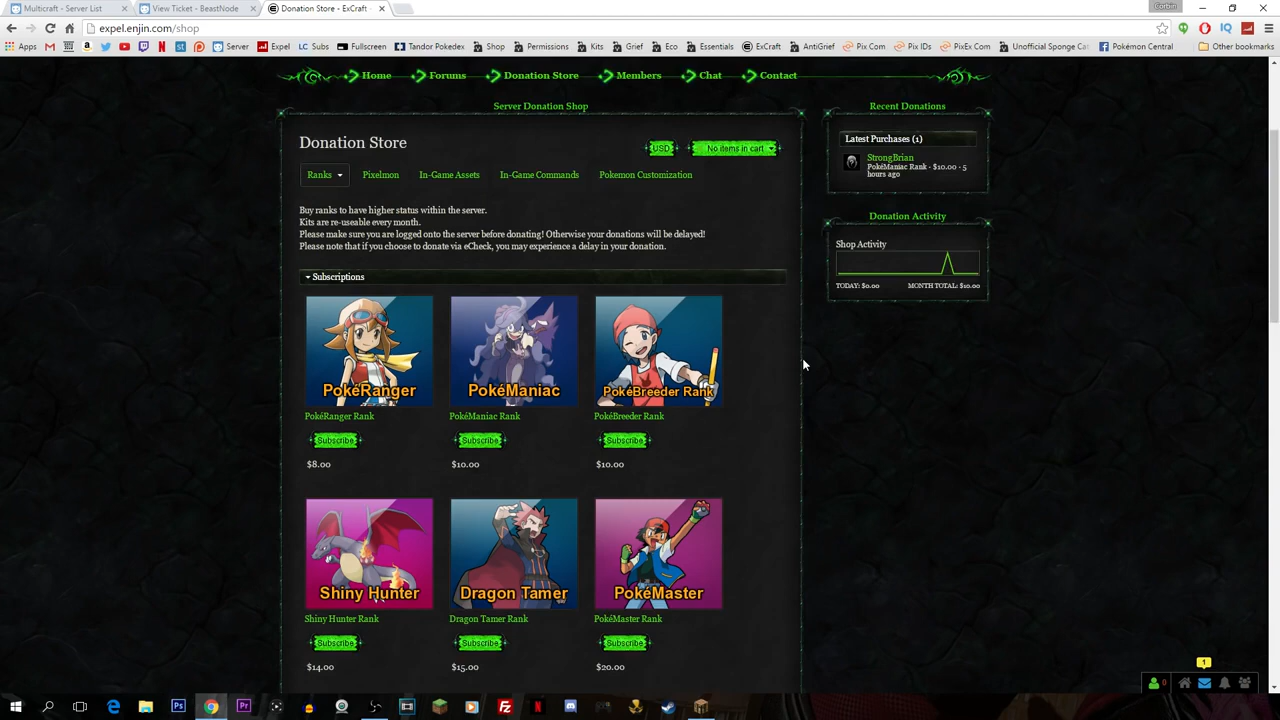 Multicraft - Server List
View Ticket - BeastNode
Donation Store - ExCraft -
Corbin
expel.enjin.com/shop
Apps
Server
Expel
LC Subs
Fullscreen
Tandor Pokedex
Shop
Permissions
Kits
Grief
Eco
Essentials
ExCraft
AntiGrief
Pix Com
Pix IDs
PixEx Com
Unofficial Sponge Cat
Pokémon Central
Other bookmarks
Home
Forums
Donation Store
Members
Chat
Contact
Server Donation Shop
Donation Store
USD
No items in cart
Ranks
Pixelmon
In-Game Assets
In-Game Commands
Pokemon Customization
Buy ranks to have higher status within the server.
Kits are re-useable every month.
Please make sure you are logged onto the server before donating! Otherwise your donations will be delayed!
Please note that if you choose to donate via eCheck, you may experience a delay in your donation.
Subscriptions
PokéRanger
PokéManiac
PokéBreeder Rank
PokéRanger Rank
PokéManiac Rank
PokéBreeder Rank
Subscribe
Subscribe
Subscribe
$8.00
$10.00
$10.00
Shiny Hunter
Dragon Tamer
PokéMaster
Shiny Hunter Rank
Dragon Tamer Rank
PokéMaster Rank
Subscribe
Subscribe
Subscribe
$14.00
$15.00
$20.00
Recent Donations
Latest Purchases (1)
StrongBrian
PokéManiac Rank · $10.00 · 5
hours ago
Donation Activity
Shop Activity
TODAY: $0.00
MONTH TOTAL: $10.00
1
0